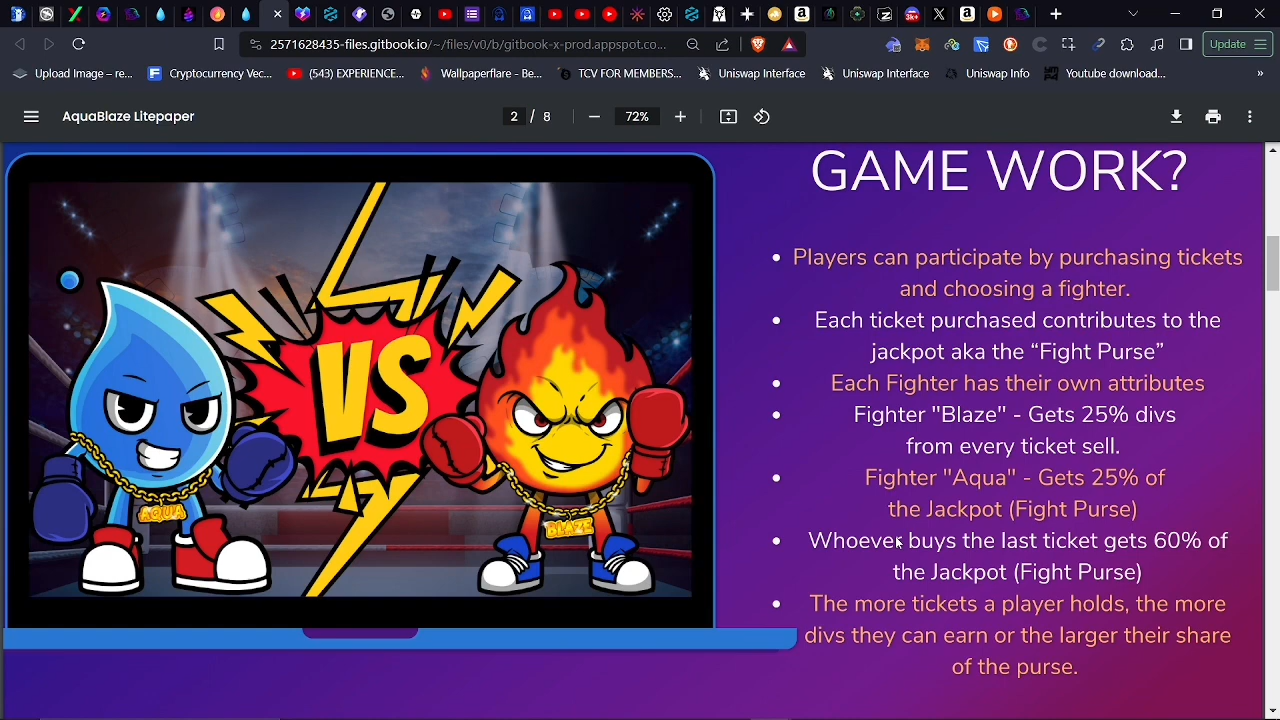 3k+
2571628435-files.gitbook.io/~/files/v0/b/gitbook-x-prod.appspot.co...
Update
Upload Image – re...
Cryptocurrency Vec...
(543) EXPERIENCE...
Wallpaperflare - Be...
TCV FOR MEMBERS...
Uniswap Interface
Uniswap Interface
Uniswap Info
Youtube download...
»
AquaBlaze Litepaper
2 / 8
72%
GAME WORK?
• Players can participate by purchasing tickets
and choosing a fighter.
• Each ticket purchased contributes to the
jackpot aka the “Fight Purse”
• Each Fighter has their own attributes
• Fighter "Blaze" - Gets 25% divs
from every ticket sell.
• Fighter "Aqua" - Gets 25% of
the Jackpot (Fight Purse)
• Whoever buys the last ticket gets 60% of
the Jackpot (Fight Purse)
• The more tickets a player holds, the more
divs they can earn or the larger their share
of the purse.
VS
AQUA
BLAZE